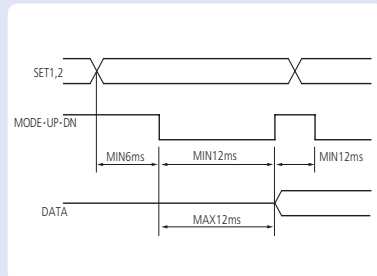 SET1,2
MODE·UP·DN
MIN6ms
MIN12ms
MIN12ms
DATA
MAX12ms